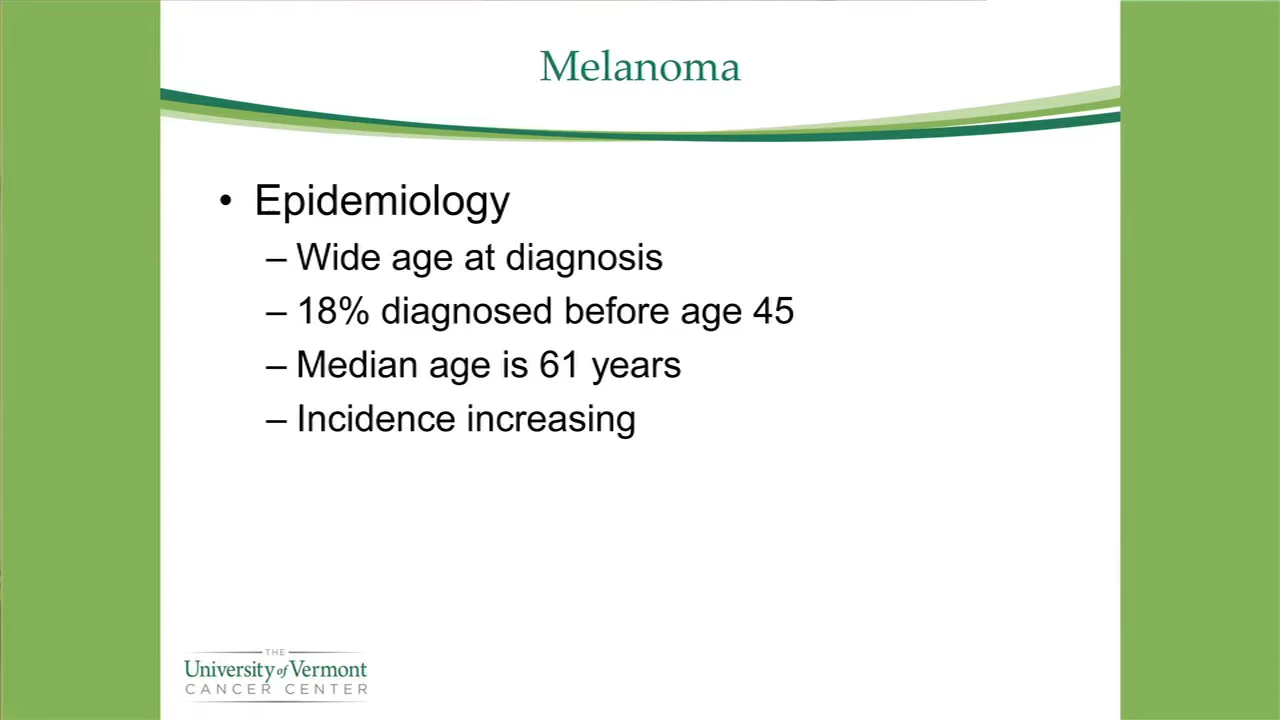 Melanoma
• Epidemiology
– Wide age at diagnosis
– 18% diagnosed before age 45
– Median age is 61 years
– Incidence increasing
THE
University of Vermont
CANCER CENTER